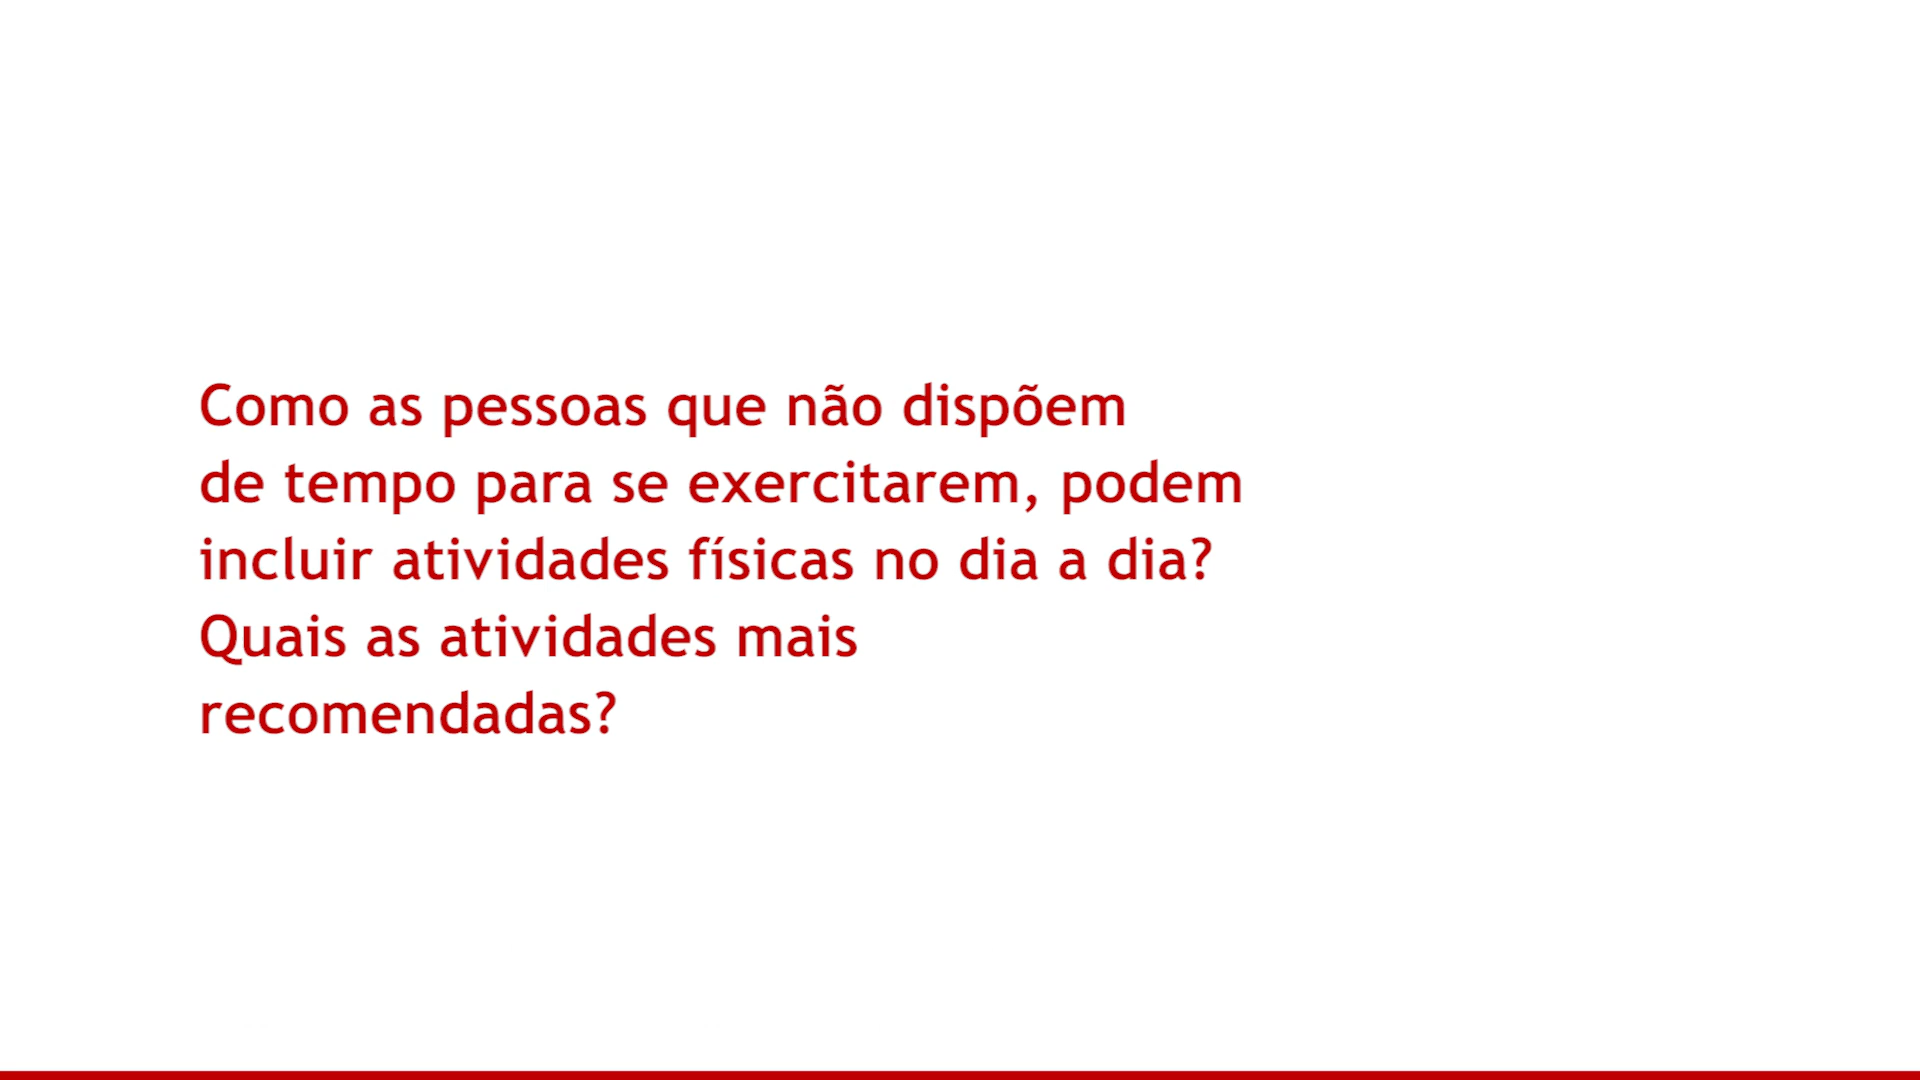 Como as pessoas que não dispõem
de tempo para se exercitarem, podem
incluir atividades físicas no dia a dia?
Quais as atividades mais
recomendadas?